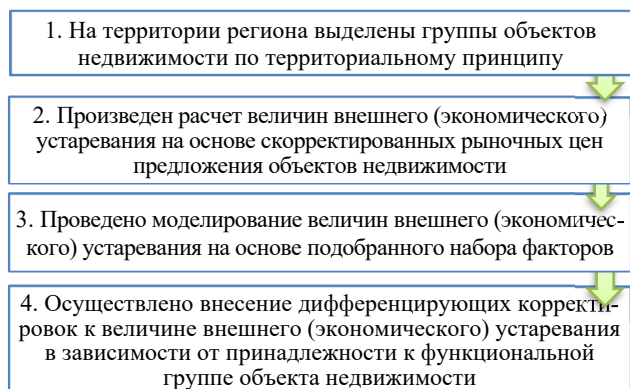 1. На территории региона выделены группы объектов
недвижимости по территориальному принципу
2. Произведен расчет величин внешнего (экономического)
устаревания на основе скорректированных рыночных цен
предложения объектов недвижимости
3. Проведено моделирование величин внешнего (экономичес-
кого) устаревания на основе подобранного набора факторов
4. Осуществлено внесение дифференцирующих корректи-
ровок к величине внешнего (экономического) устаревания
в зависимости от принадлежности к функциональной
группе объекта недвижимости